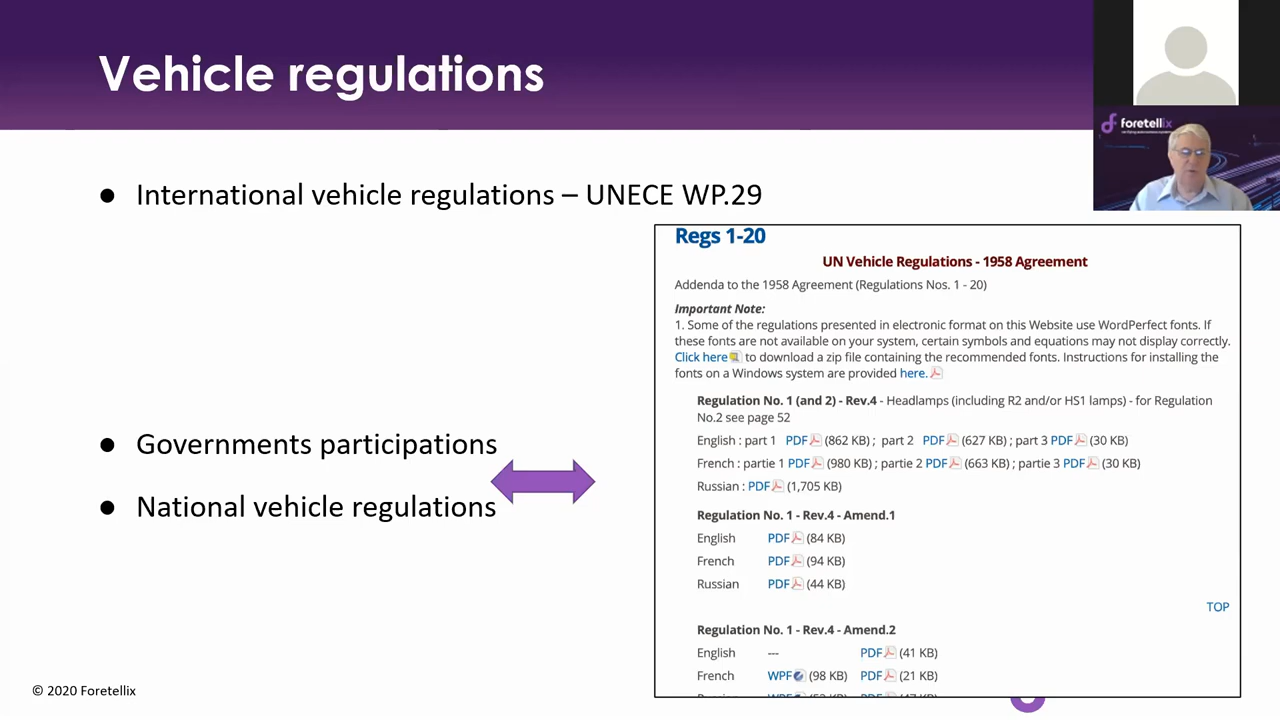 Vehicle regulations
foretellix
● International vehicle regulations – UNECE WP.29
● Governments participations
● National vehicle regulations
Regs 1-20
UN Vehicle Regulations - 1958 Agreement
Addenda to the 1958 Agreement (Regulations Nos. 1 - 20)
Important Note:
1. Some of the regulations presented in electronic format on this Website use WordPerfect fonts. If
these fonts are not available on your system, certain symbols and equations may not display correctly.
Click here to download a zip file containing the recommended fonts. Instructions for installing the
fonts on a Windows system are provided here.
Regulation No. 1 (and 2) - Rev.4 - Headlamps (including R2 and/or HS1 lamps) - for Regulation
No.2 see page 52
English : part 1 PDF (862 KB) ; part 2 PDF (627 KB) ; part 3 PDF (30 KB)
French : partie 1 PDF (980 KB) ; partie 2 PDF (663 KB) ; partie 3 PDF (30 KB)
Russian : PDF (1,705 KB)
Regulation No. 1 - Rev.4 - Amend.1
English PDF (84 KB)
French PDF (94 KB)
Russian PDF (44 KB)
TOP
Regulation No. 1 - Rev.4 - Amend.2
English --- PDF (41 KB)
French WPF (98 KB) PDF (21 KB)
© 2020 Foretellix